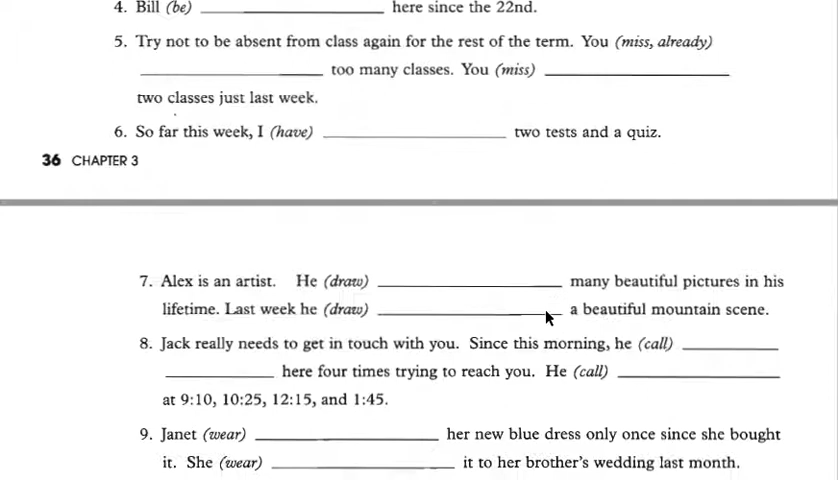 4. Bill (be) ____________ here since the 22nd.
5. Try not to be absent from class again for the rest of the term. You (miss, already)
____________ too many classes. You (miss) ____________
two classes just last week.
6. So far this week, I (have) ____________ two tests and a quiz.
36 CHAPTER 3
7. Alex is an artist. He (draw) ____________ many beautiful pictures in his
lifetime. Last week he (draw) ____________ a beautiful mountain scene.
8. Jack really needs to get in touch with you. Since this morning, he (call) ________
________ here four times trying to reach you. He (call) ____________
at 9:10, 10:25, 12:15, and 1:45.
9. Janet (wear) ____________ her new blue dress only once since she bought
it. She (wear) ____________ it to her brother's wedding last month.